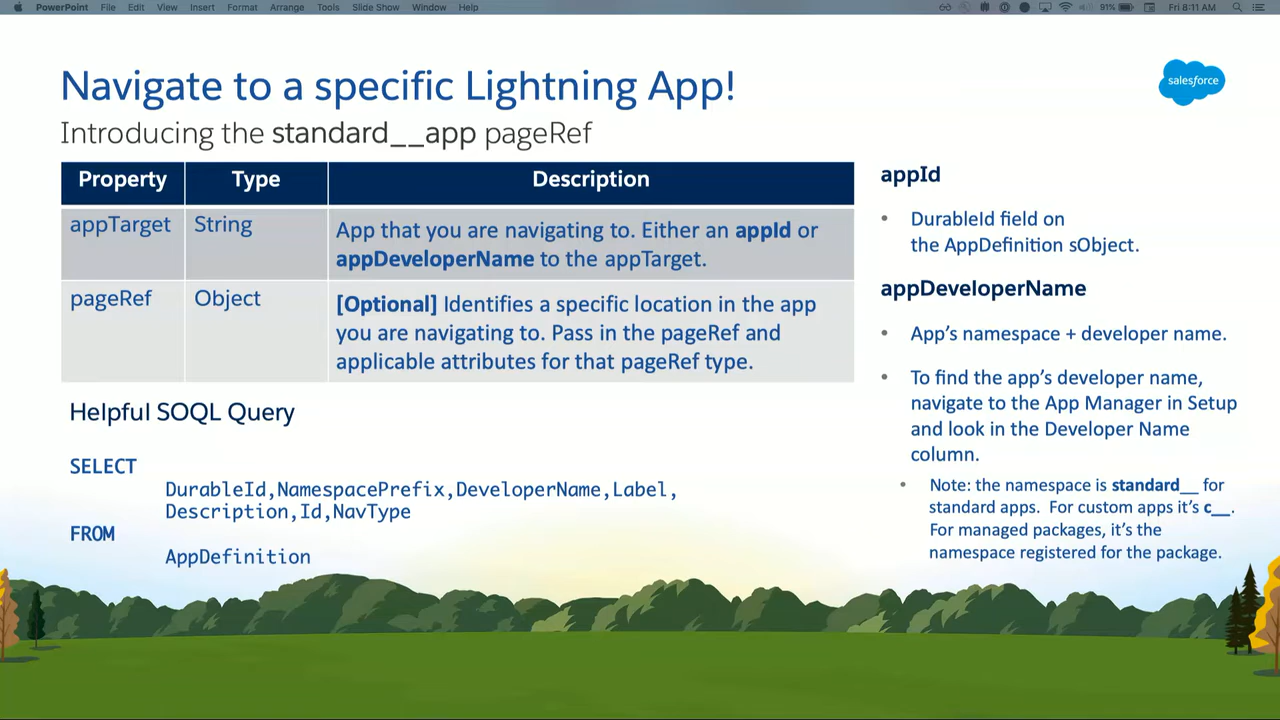 PowerPoint File Edit View Insert Format Arrange Tools Slide Show Window Help 91% Fri 8:11 AM
Navigate to a specific Lightning App!
salesforce
Introducing the standard__app pageRef
Property Type Description
appTarget String App that you are navigating to. Either an appId or
appDeveloperName to the appTarget.
pageRef Object [Optional] Identifies a specific location in the app
you are navigating to. Pass in the pageRef and
applicable attributes for that pageRef type.
Helpful SOQL Query
SELECT
DurableId,NamespacePrefix,DeveloperName,Label,
Description,Id,NavType
FROM
AppDefinition
appId
• DurableId field on
the AppDefinition sObject.
appDeveloperName
• App’s namespace + developer name.
• To find the app’s developer name,
navigate to the App Manager in Setup
and look in the Developer Name
column.
• Note: the namespace is standard__ for
standard apps. For custom apps it’s c__.
For managed packages, it’s the
namespace registered for the package.